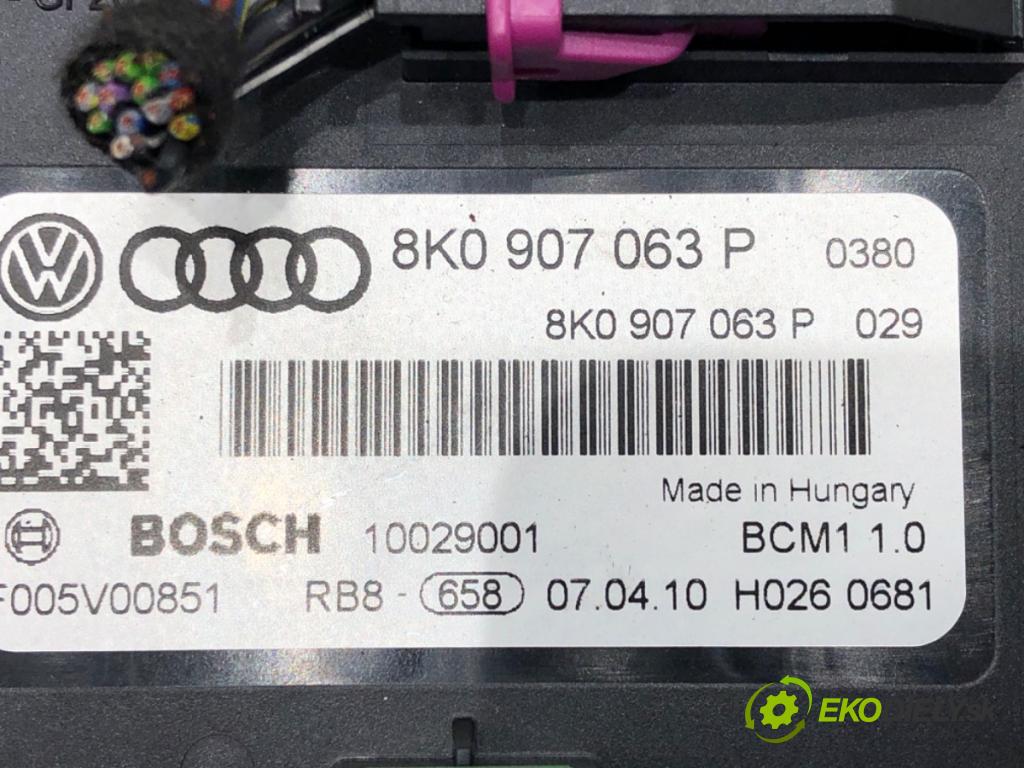 8K0 907 063 P 0380
8K0 907 063 P 029
Made in Hungary
BOSCH 10029001 BCM1 1.0
F005V00851 RB8 - 658 07.04.10 H026 0681
EKO